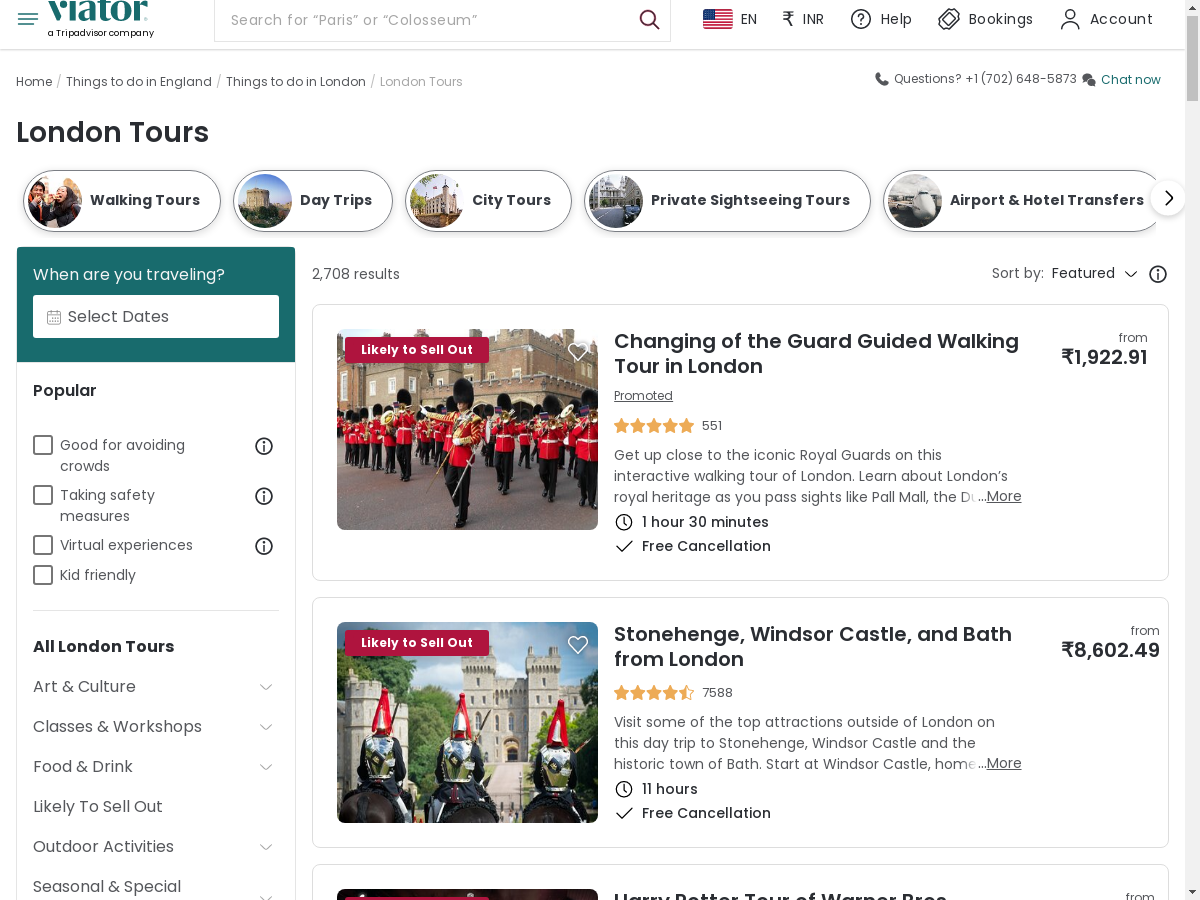 viator
a Tripadvisor company
Search for “Paris” or “Colosseum”
EN
₹ INR
Help
Bookings
Account
Home / Things to do in England / Things to do in London / London Tours
Questions? +1 (702) 648-5873
Chat now
London Tours
Walking Tours
Day Trips
City Tours
Private Sightseeing Tours
Airport & Hotel Transfers
When are you traveling?
Select Dates
Popular
Good for avoiding
crowds
Taking safety
measures
Virtual experiences
Kid friendly
All London Tours
Art & Culture
Classes & Workshops
Food & Drink
Likely To Sell Out
Outdoor Activities
Seasonal & Special
2,708 results
Sort by: Featured
Likely to Sell Out
Changing of the Guard Guided Walking
Tour in London
from
₹1,922.91
Promoted
551
Get up close to the iconic Royal Guards on this
interactive walking tour of London. Learn about London’s
royal heritage as you pass sights like Pall Mall, the Du ...More
1 hour 30 minutes
Free Cancellation
Likely to Sell Out
Stonehenge, Windsor Castle, and Bath
from London
from
₹8,602.49
7588
Visit some of the top attractions outside of London on
this day trip to Stonehenge, Windsor Castle and the
historic town of Bath. Start at Windsor Castle, home ...More
11 hours
Free Cancellation
Harry Potter Tour of Warner Bros
from